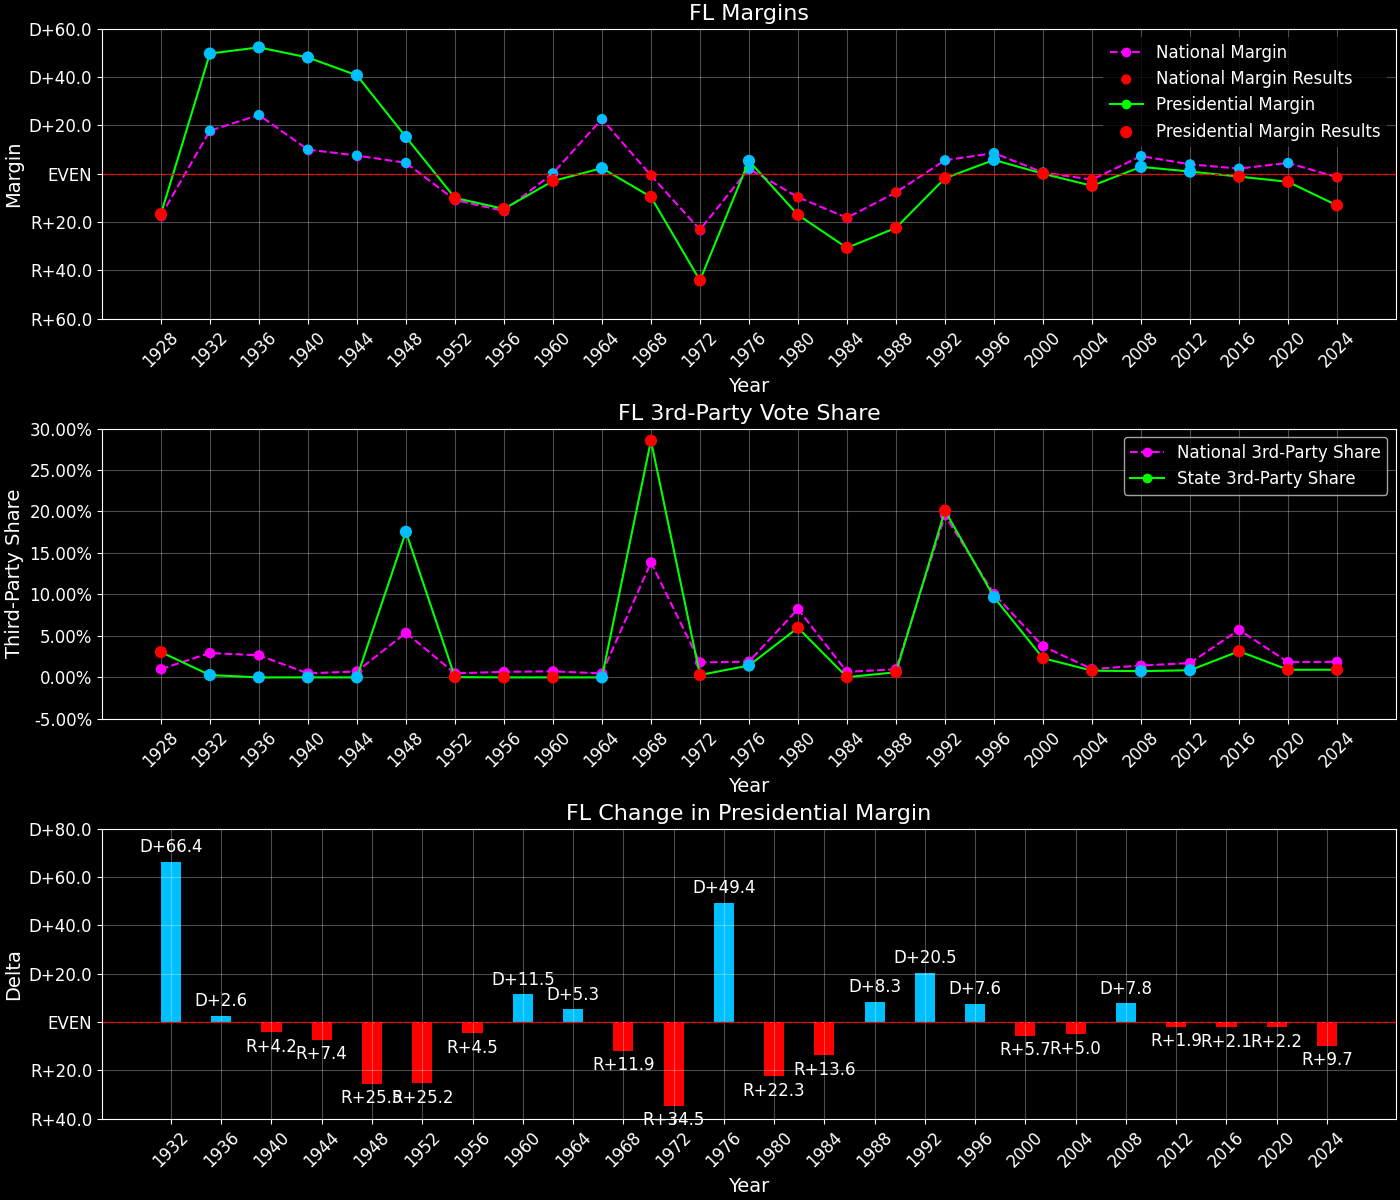 FL Margins
D+60.0
D+40.0
D+20.0
EVEN
R+20.0
R+40.0
R+60.0
Margin
National Margin
National Margin Results
Presidential Margin
Presidential Margin Results
1928 1932 1936 1940 1944 1948 1952 1956 1960 1964 1968 1972 1976 1980 1984 1988 1992 1996 2000 2004 2008 2012 2016 2020 2024
Year
FL 3rd-Party Vote Share
30.00%
25.00%
20.00%
15.00%
10.00%
5.00%
0.00%
-5.00%
Third-Party Share
National 3rd-Party Share
State 3rd-Party Share
1928 1932 1936 1940 1944 1948 1952 1956 1960 1964 1968 1972 1976 1980 1984 1988 1992 1996 2000 2004 2008 2012 2016 2020 2024
Year
FL Change in Presidential Margin
D+80.0
D+60.0
D+40.0
D+20.0
EVEN
R+20.0
R+40.0
Delta
D+66.4
D+2.6
R+4.2
R+7.4
R+25.2
R+4.5
D+11.5
D+5.3
R+11.9
R+34.5
D+49.4
R+22.3
R+13.6
D+8.3
D+20.5
D+7.6
R+5.7
R+5.0
D+7.8
R+1.9
R+2.1
R+2.2
R+9.7
1932 1936 1940 1944 1948 1952 1956 1960 1964 1968 1972 1976 1980 1984 1988 1992 1996 2000 2004 2008 2012 2016 2020 2024
Year